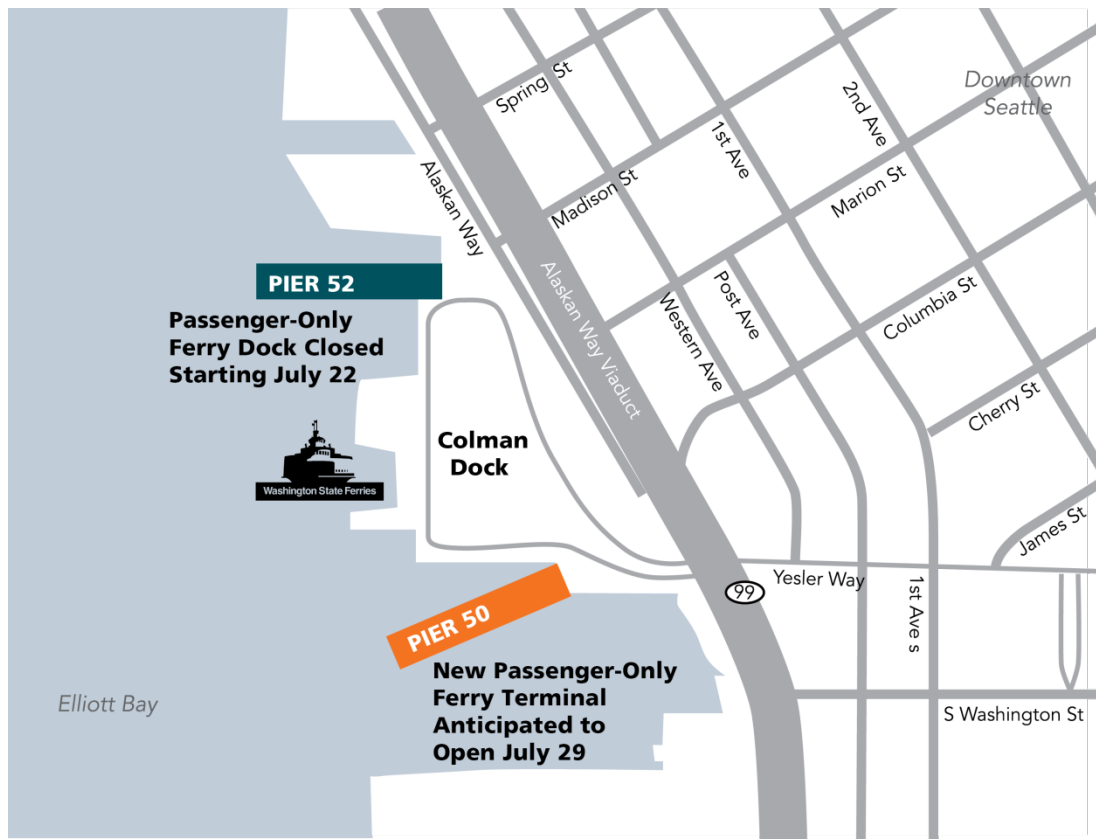 Spring St
Downtown
Seattle
2nd Ave
1st Ave
Alaskan Way
Madison St
Marion St
PIER 52
Passenger-Only
Ferry Dock Closed
Starting July 22
Alaskan Way Viaduct
Western Ave
Post Ave
Columbia St
Cherry St
Colman
Dock
Washington State Ferries
James St
Yesler Way
99
1st Ave s
PIER 50
New Passenger-Only
Ferry Terminal
Anticipated to
Open July 29
Elliott Bay
S Washington St